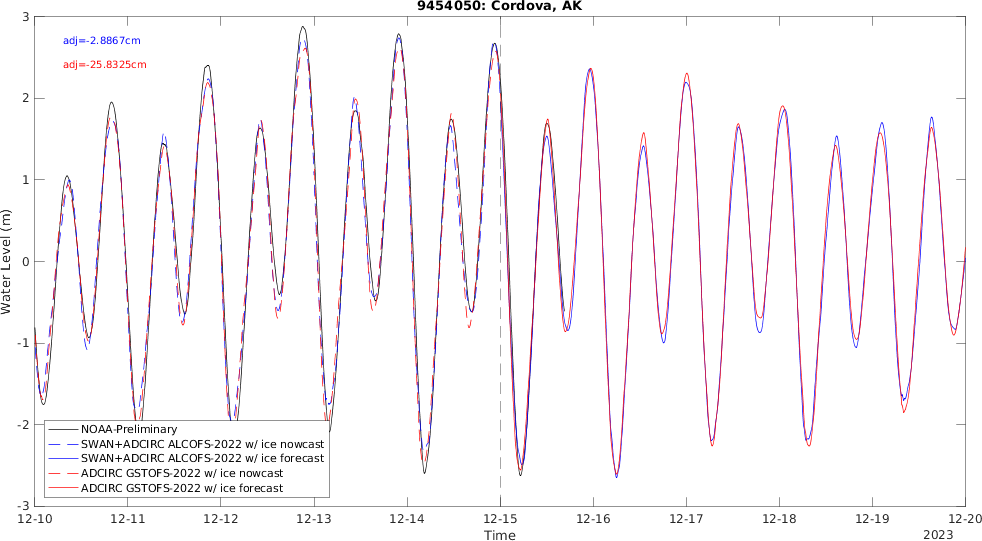 9454050: Cordova, AK
adj=-2.8867cm
adj=-25.8325cm
3
2
1
0
-1
-2
-3
Water Level (m)
NOAA-Preliminary
SWAN+ADCIRC ALCOFS-2022 w/ ice nowcast
SWAN+ADCIRC ALCOFS-2022 w/ ice forecast
ADCIRC GSTOFS-2022 w/ ice nowcast
ADCIRC GSTOFS-2022 w/ ice forecast
12-10 12-11 12-12 12-13 12-14 12-15 12-16 12-17 12-18 12-19 12-20
Time
2023